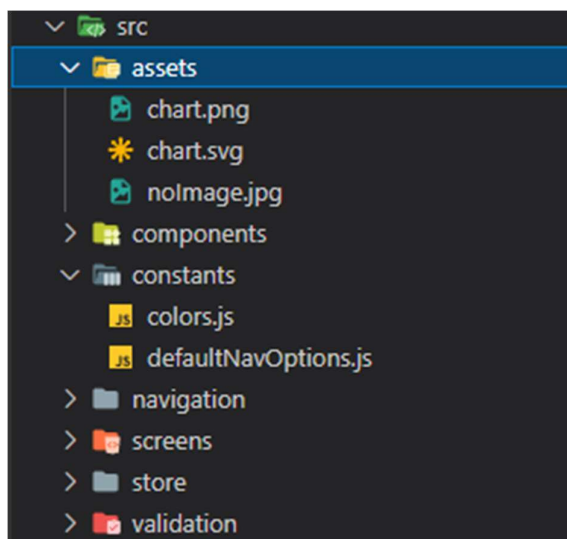 src
assets
chart.png
chart.svg
noImage.jpg
components
constants
JS colors.js
JS defaultNavOptions.js
navigation
screens
store
validation